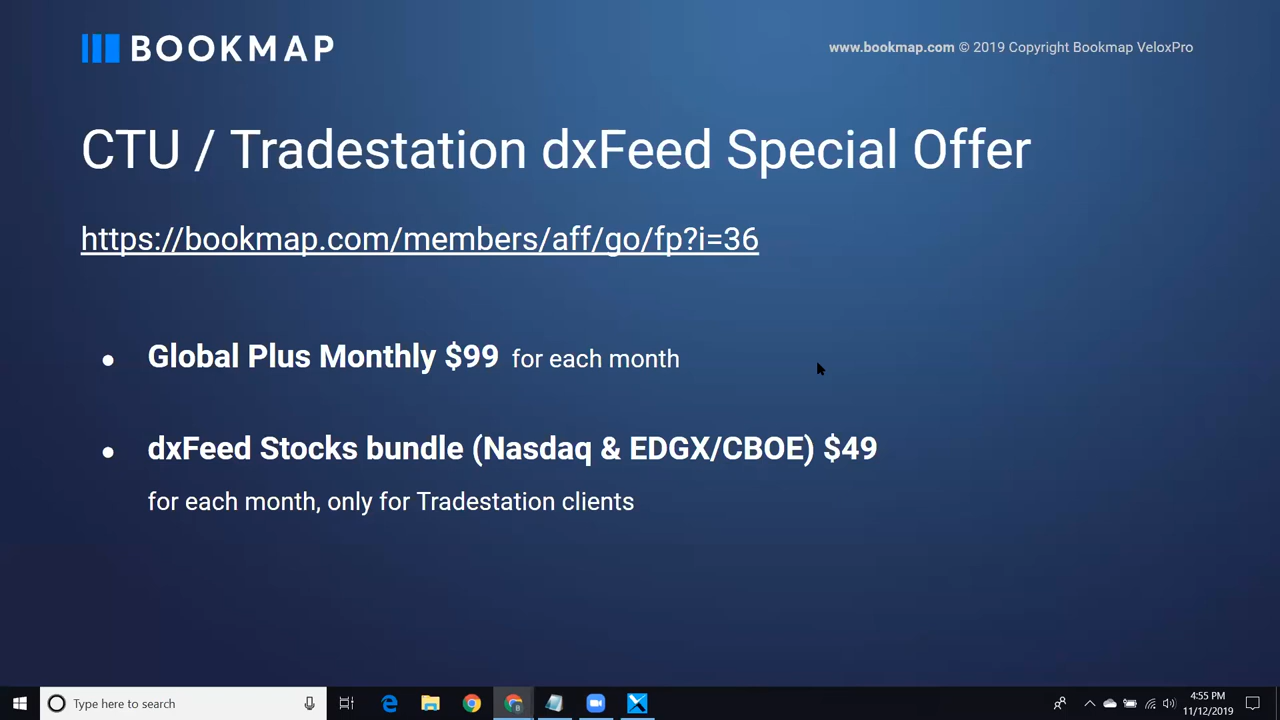 BOOKMAP
www.bookmap.com © 2019 Copyright Bookmap VeloxPro
CTU / Tradestation dxFeed Special Offer
https://bookmap.com/members/aff/go/fp?i=36
● Global Plus Monthly $99 for each month
● dxFeed Stocks bundle (Nasdaq & EDGX/CBOE) $49
for each month, only for Tradestation clients
Type here to search
4:55 PM
11/12/2019